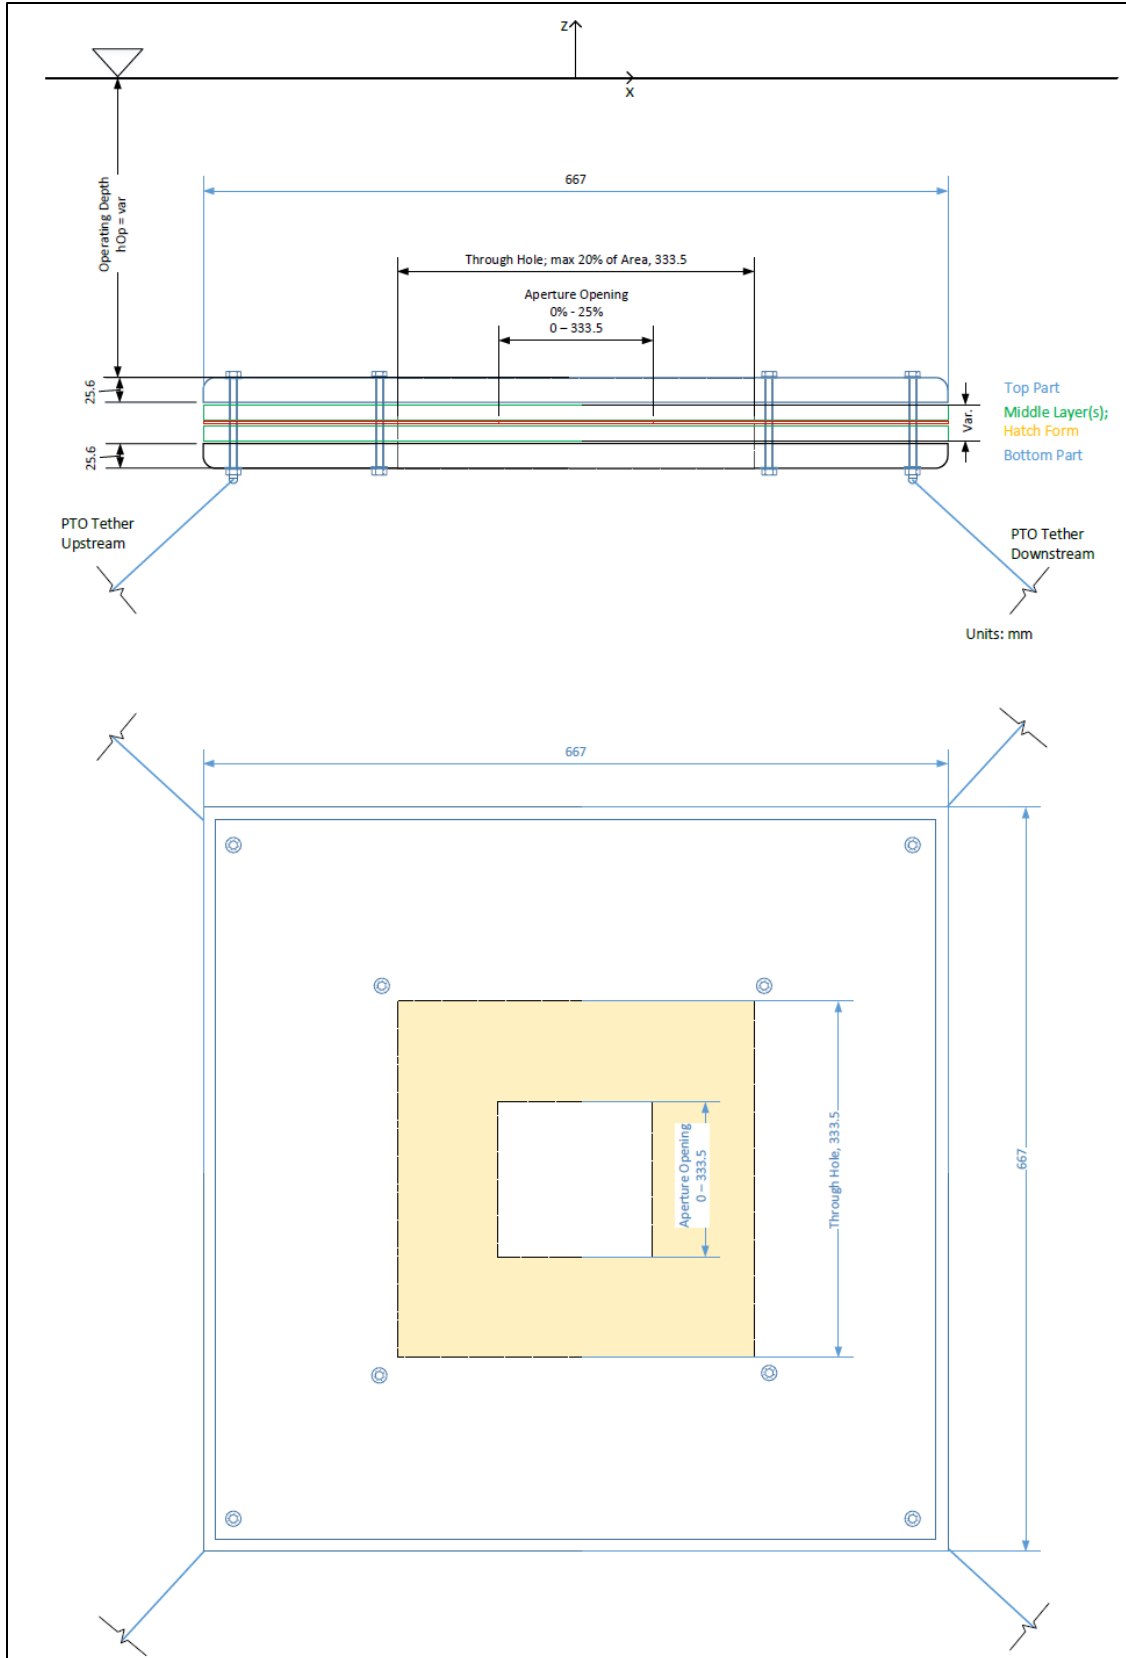 Z
X
Operating Depth
hOp = var
667
Through Hole; max 20% of Area, 333.5
Aperture Opening
0% - 25%
0 – 333.5
25.6
25.6
Var.
Top Part
Middle Layer(s);
Hatch Form
Bottom Part
PTO Tether
Upstream
PTO Tether
Downstream
Units: mm
667
Aperture Opening
0 – 333.5
Through Hole, 333.5
667